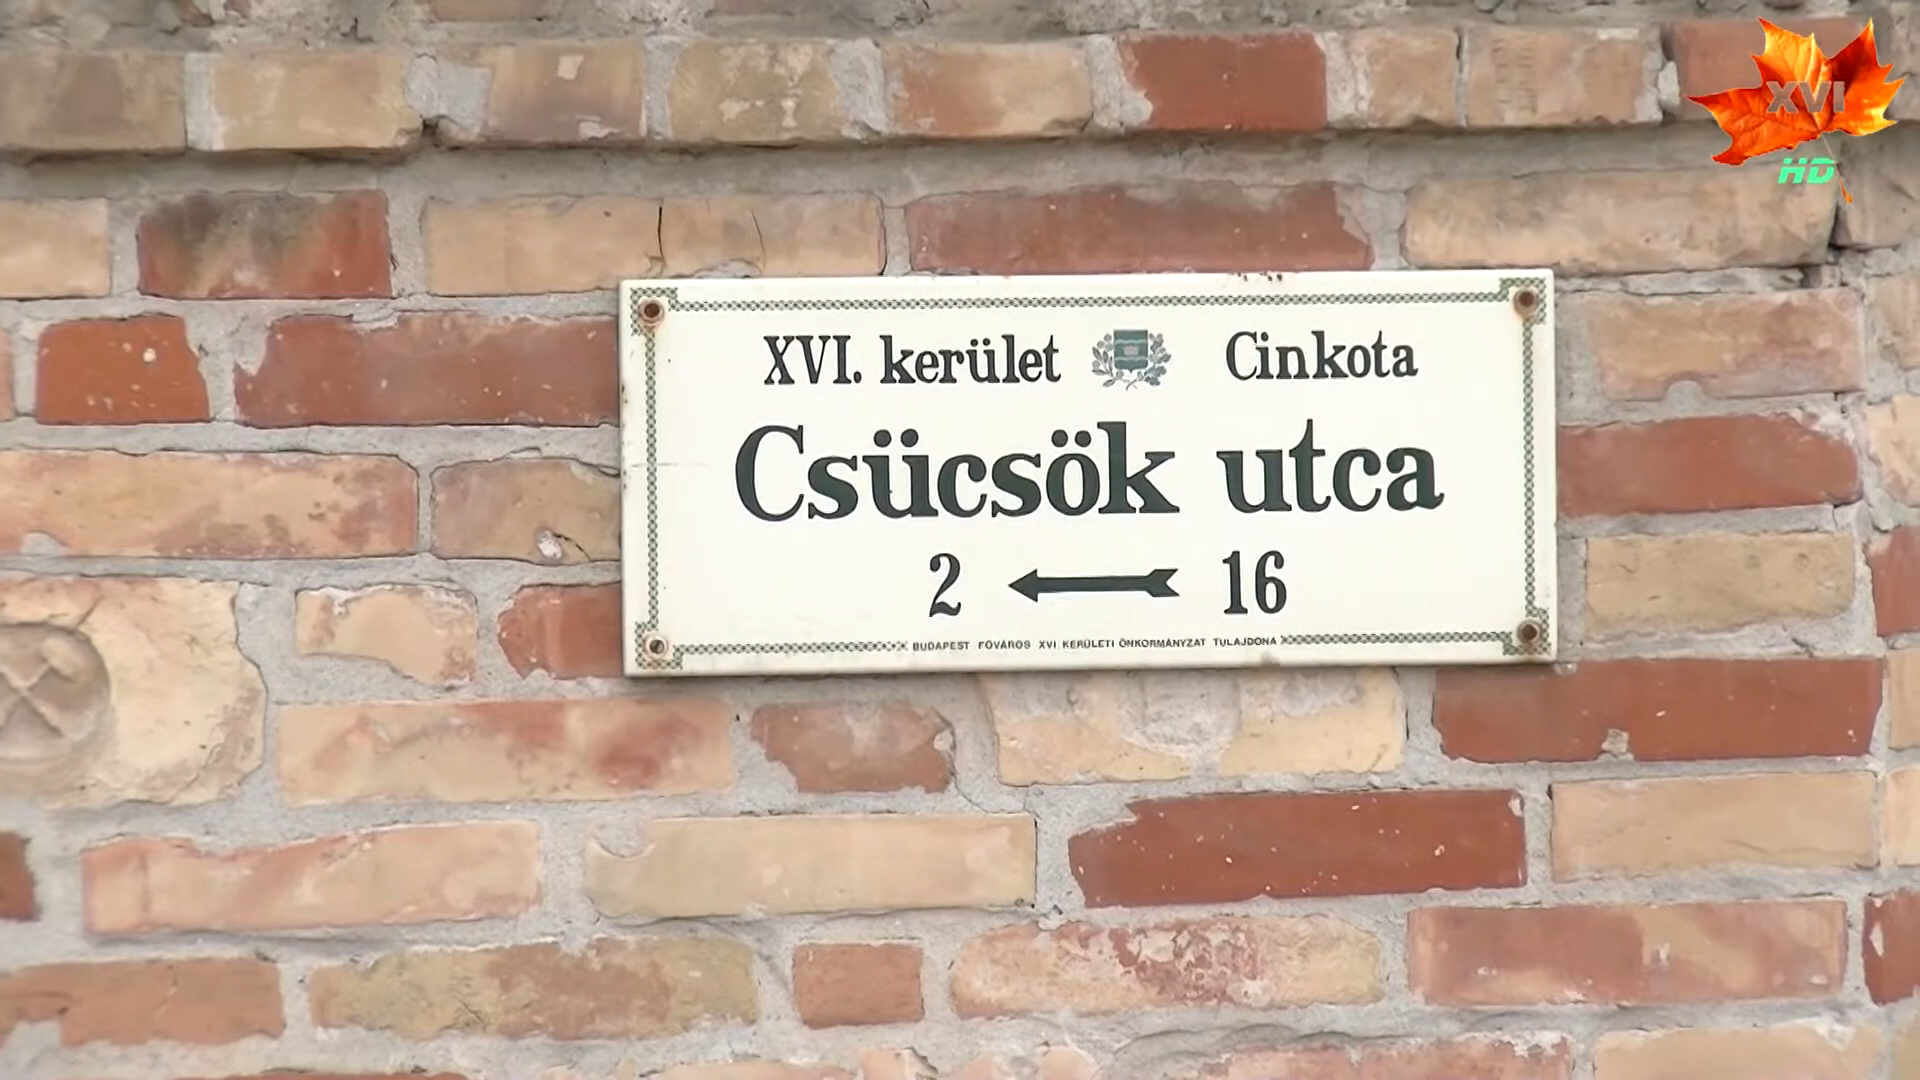 XVI
HD
XVI. kerület Cinkota
Csücsök utca
2 16
BUDAPEST FŐVÁROS XVI KERÜLETI ÖNKORMÁNYZAT TULAJDONA